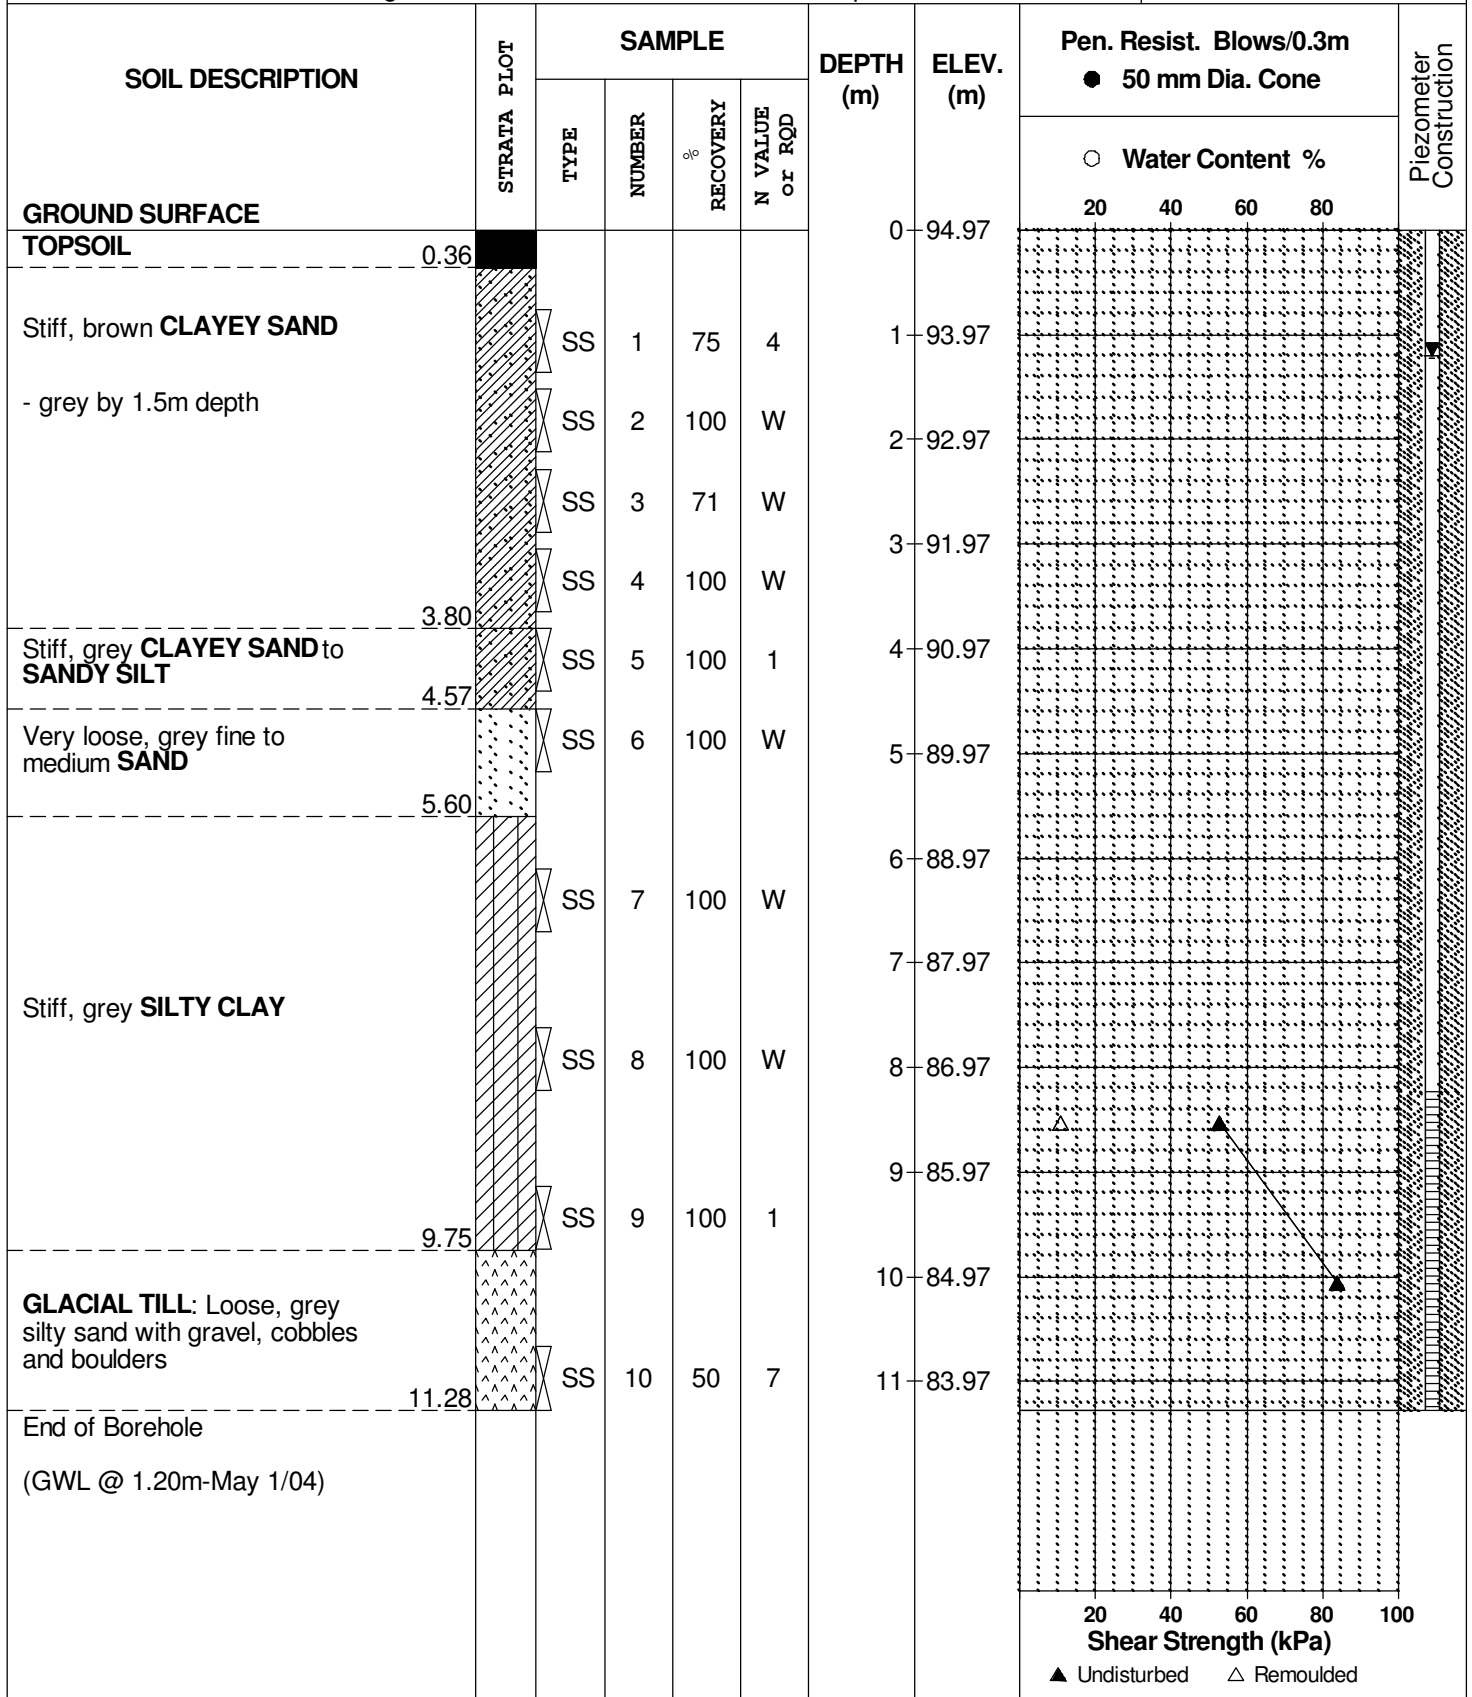 SOIL DESCRIPTION
GROUND SURFACE
STRATA PLOT
SAMPLE
TYPE
NUMBER
% RECOVERY
N VALUE or RQD
DEPTH (m)
ELEV. (m)
Pen. Resist. Blows/0.3m
● 50 mm Dia. Cone
○ Water Content %
20 40 60 80
Piezometer Construction
TOPSOIL
0.36
0 94.97
Stiff, brown CLAYEY SAND
SS 1 75 4
1 93.97
- grey by 1.5m depth
SS 2 100 W
2 92.97
SS 3 71 W
3 91.97
SS 4 100 W
3.80
Stiff, grey CLAYEY SAND to
SANDY SILT
SS 5 100 1
4 90.97
4.57
Very loose, grey fine to
medium SAND
SS 6 100 W
5 89.97
5.60
6 88.97
SS 7 100 W
7 87.97
Stiff, grey SILTY CLAY
SS 8 100 W
8 86.97
9 85.97
SS 9 100 1
9.75
10 84.97
GLACIAL TILL: Loose, grey
silty sand with gravel, cobbles
and boulders
SS 10 50 7
11 83.97
11.28
End of Borehole
(GWL @ 1.20m-May 1/04)
20 40 60 80 100
Shear Strength (kPa)
▲ Undisturbed △ Remoulded